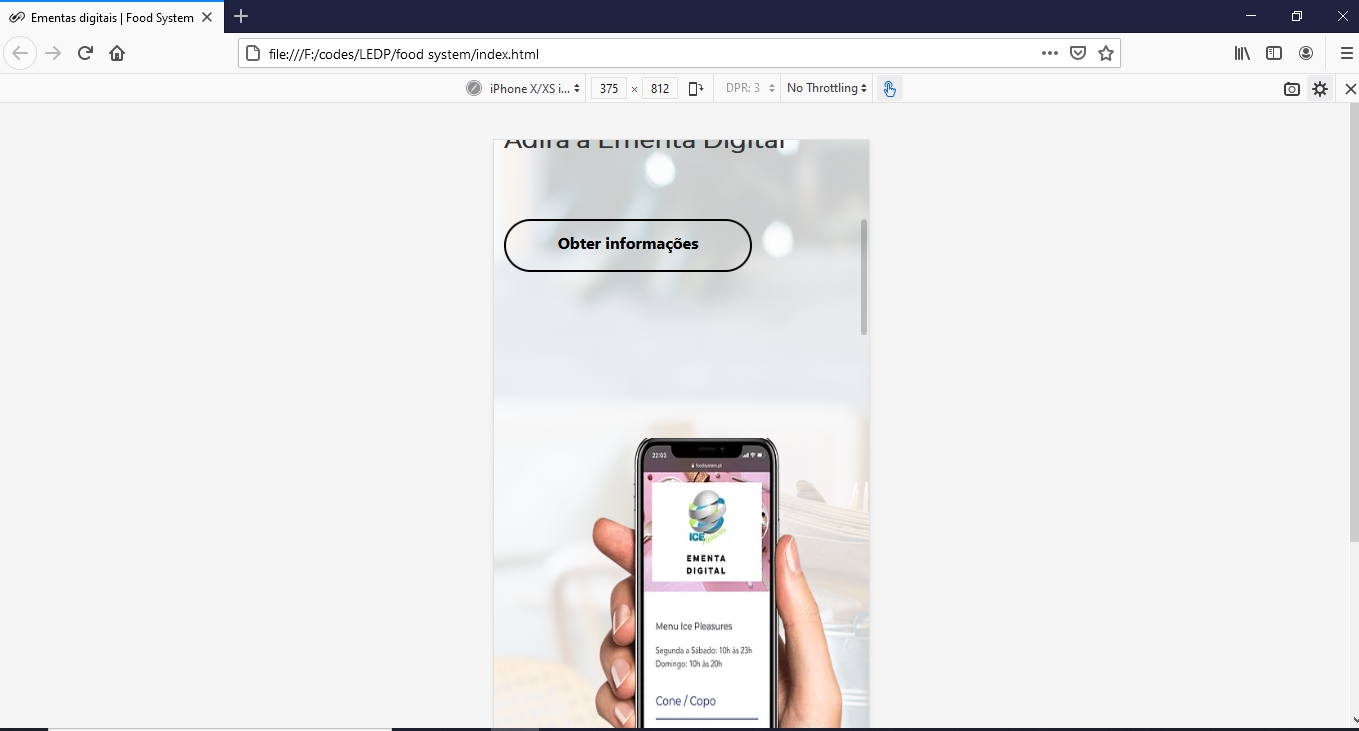 Ementas digitais | Food System
file:///F:/codes/LEDP/food system/index.html
iPhone X/XS i... 375 × 812 DPR: 3 No Throttling
Adira à Ementa Digital
Obter informações
22:03
foodsystem.pt
ICE
EMENTA
DIGITAL
Menu Ice Pleasures
Segunda a Sábado: 10h às 23h
Domingo: 10h às 20h
Cone / Copo